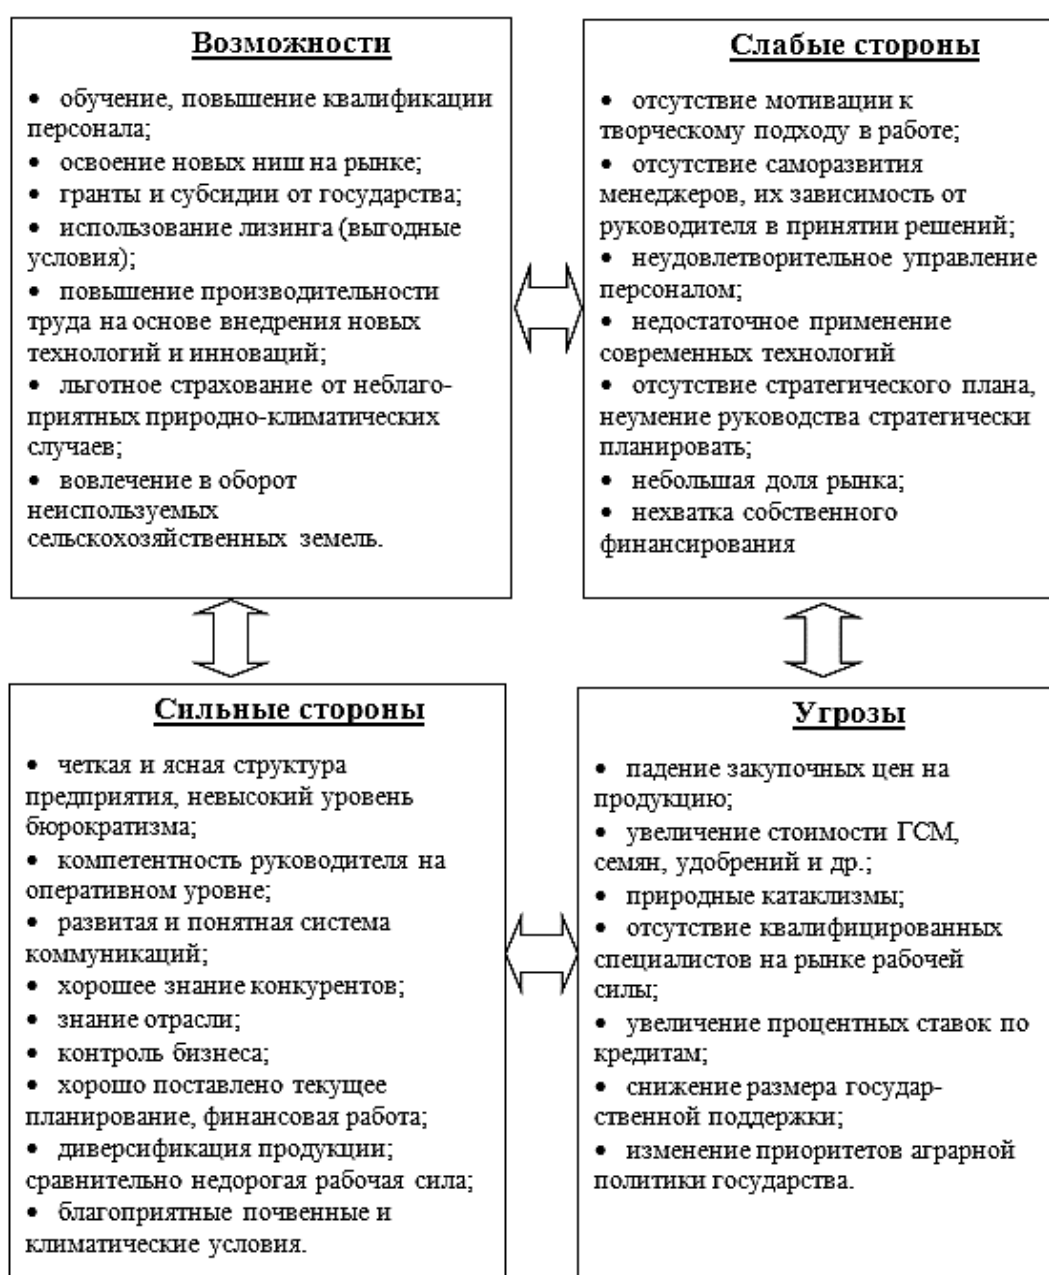 Возможности
• обучение, повышение квалификации
персонала;
• освоение новых ниш на рынке;
• гранты и субсидии от государства;
• использование лизинга (выгодные
условия);
• повышение производительности
труда на основе внедрения новых
технологий и инноваций;
• льготное страхование от неблаго-
приятных природно-климатических
случаев;
• вовлечение в оборот
неиспользуемых
сельскохозяйственных земель.
Слабые стороны
• отсутствие мотивации к
творческому подходу в работе;
• отсутствие саморазвития
менеджеров, их зависимость от
руководителя в принятии решений;
• неудовлетворительное управление
персоналом;
• недостаточное применение
современных технологий
• отсутствие стратегического плана,
неумение руководства стратегически
планировать;
• небольшая доля рынка;
• нехватка собственного
финансирования
Сильные стороны
• четкая и ясная структура
предприятия, невысокий уровень
бюрократизма;
• компетентность руководителя на
оперативном уровне;
• развитая и понятная система
коммуникаций;
• хорошее знание конкурентов;
• знание отрасли;
• контроль бизнеса;
• хорошо поставлено текущее
планирование, финансовая работа;
• диверсификация продукции;
сравнительно недорогая рабочая сила;
• благоприятные почвенные и
климатические условия.
Угрозы
• падение закупочных цен на
продукцию;
• увеличение стоимости ГСМ,
семян, удобрений и др.;
• природные катаклизмы;
• отсутствие квалифицированных
специалистов на рынке рабочей
силы;
• увеличение процентных ставок по
кредитам;
• снижение размера государ-
ственной поддержки;
• изменение приоритетов аграрной
политики государства.